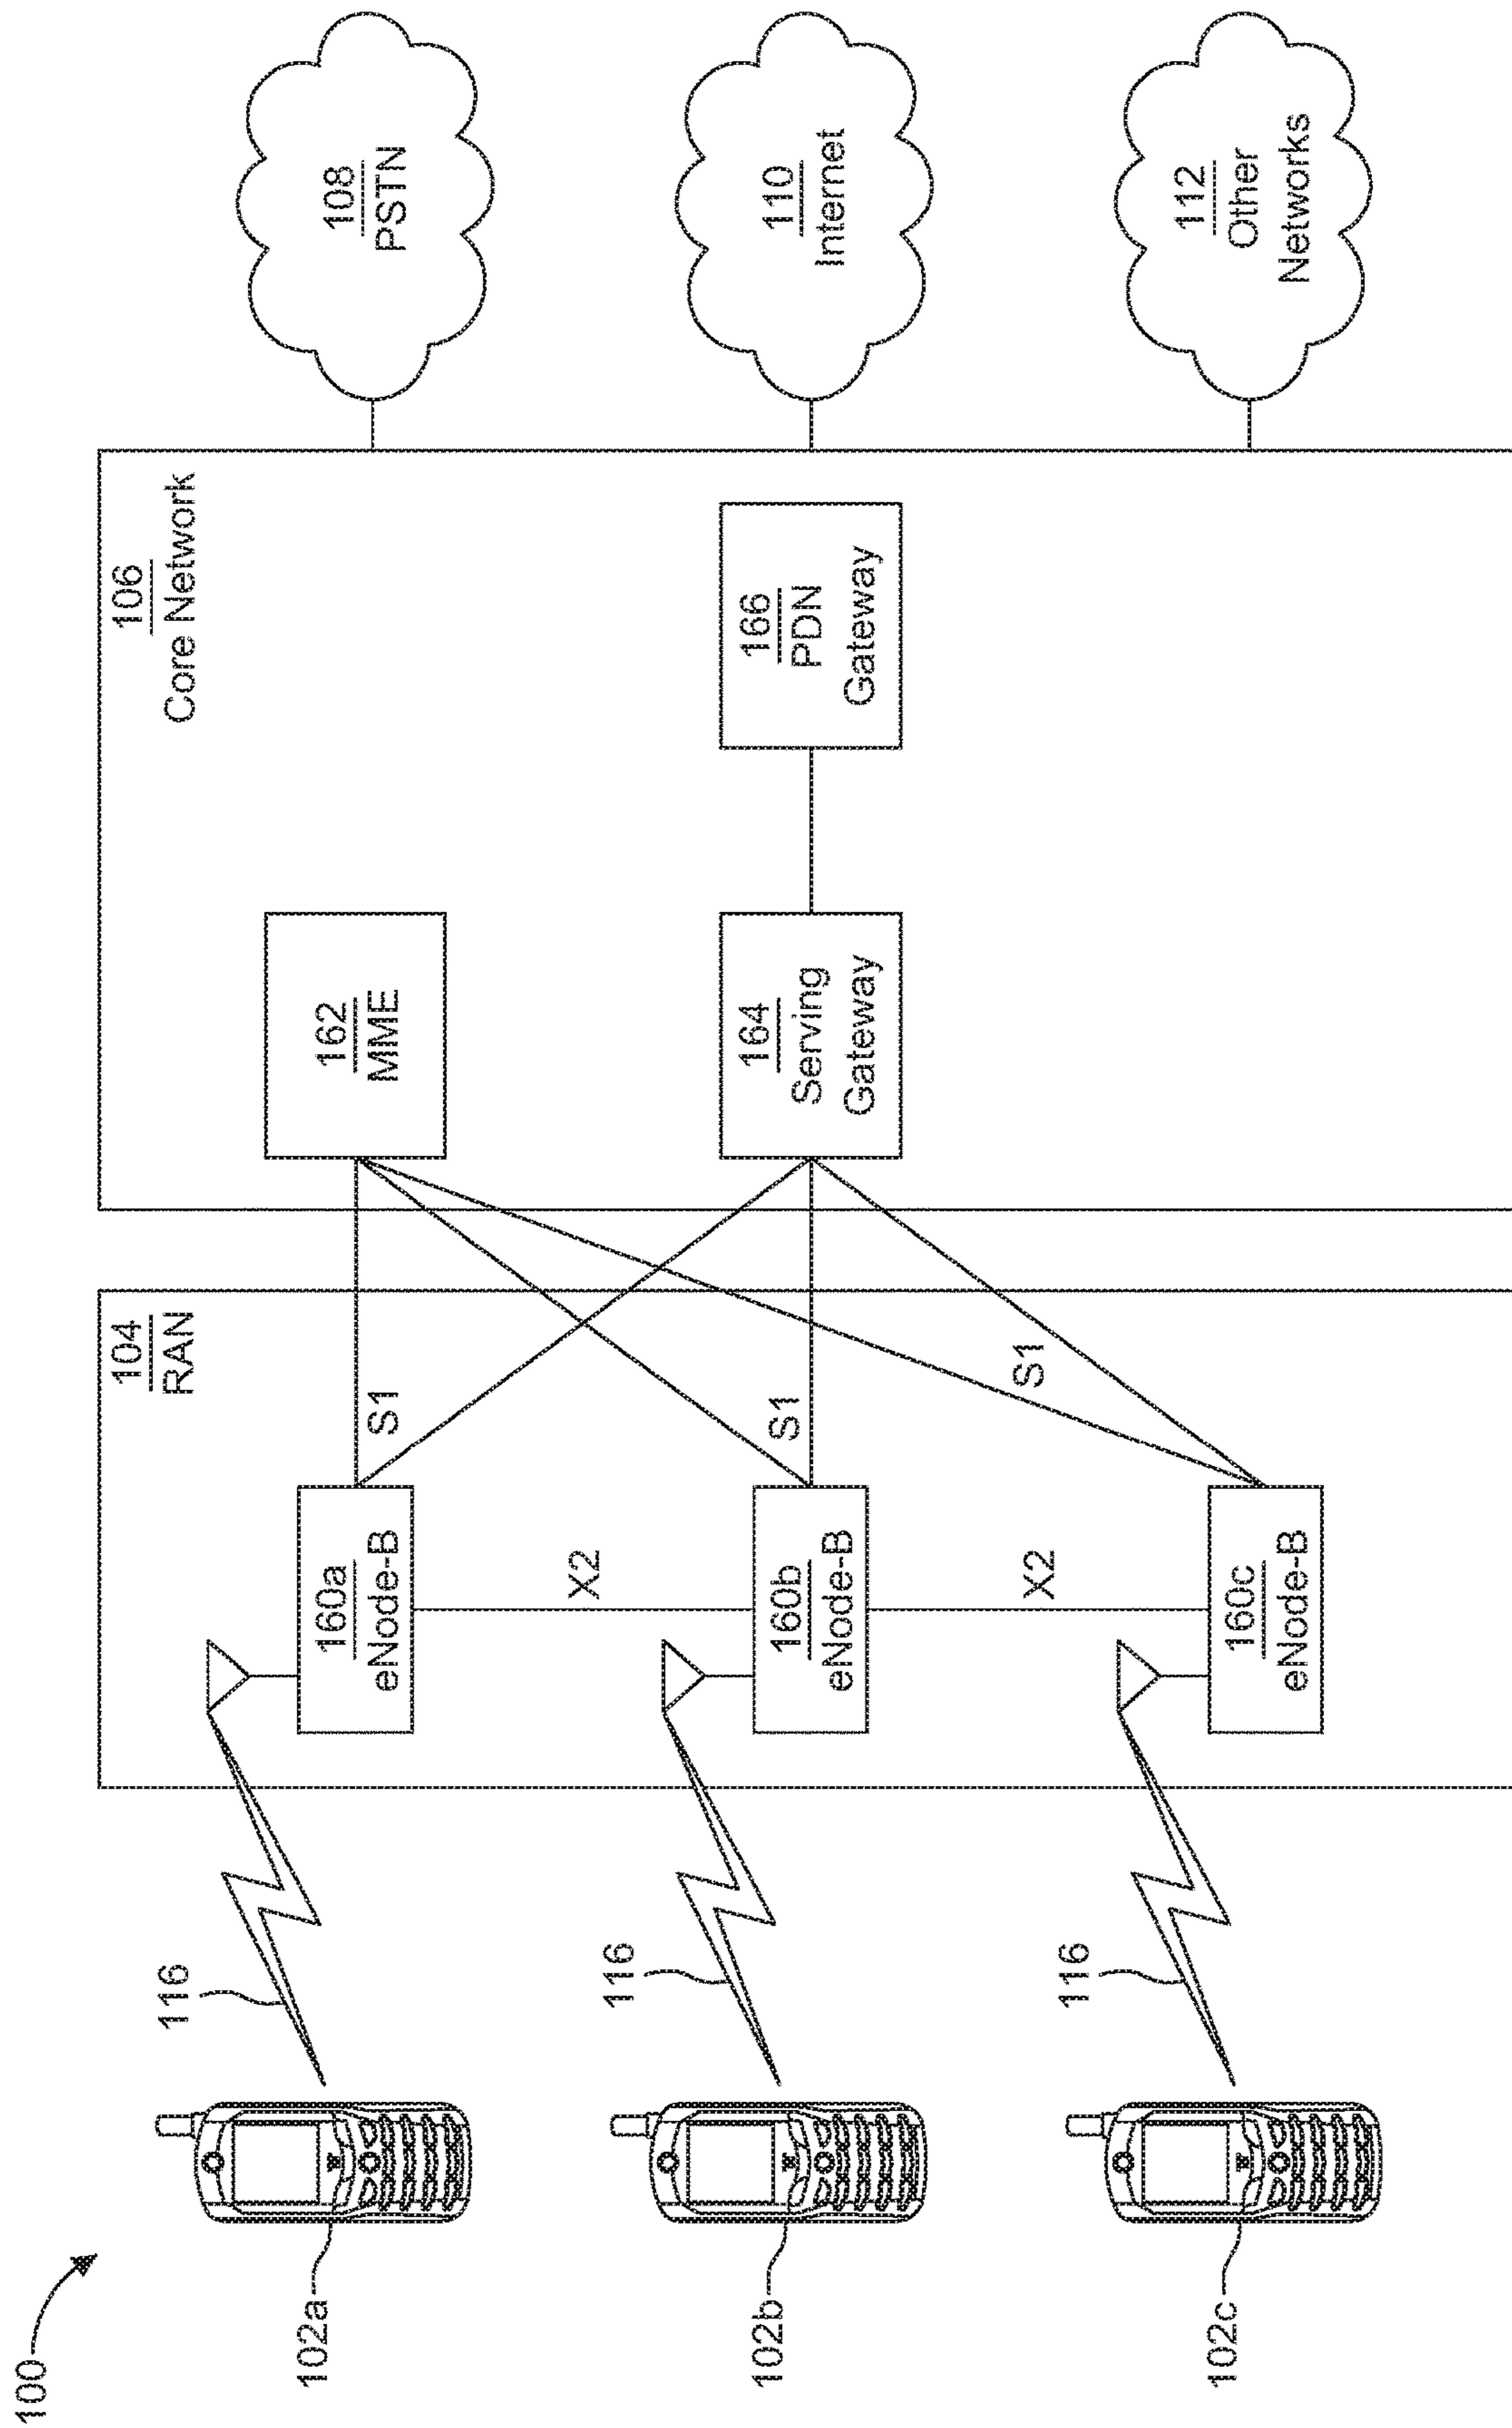 100
102a
116
160a
eNode-B
S1
104
RAN
162
MME
106
Core Network
108
PSTN
X2
102b
116
160b
eNode-B
S1
164
Serving
Gateway
166
PDN
Gateway
110
Internet
X2
S1
102c
116
160c
eNode-B
112
Other
Networks